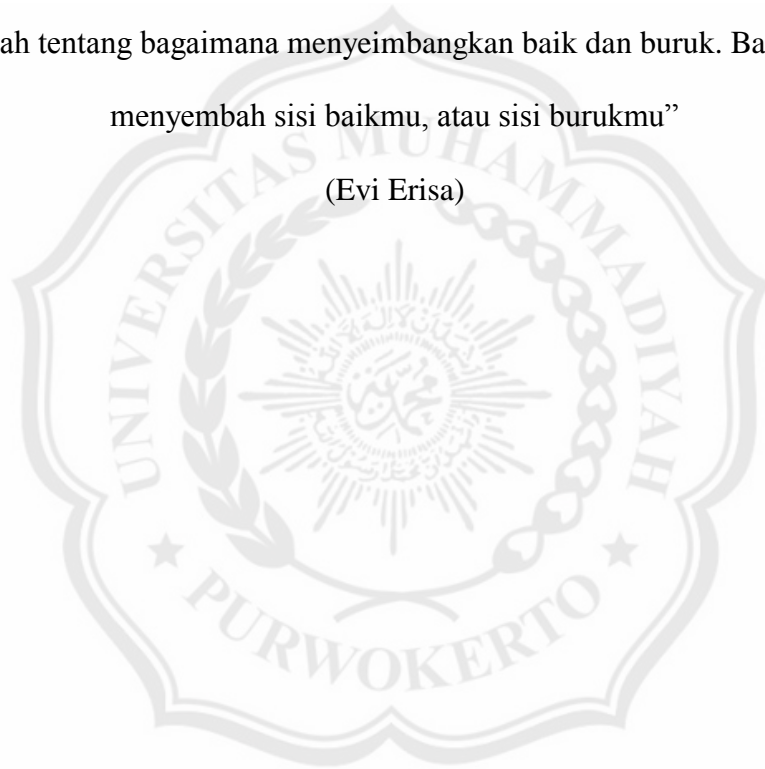 ah tentang bagaimana menyeimbangkan baik dan buruk. Ba
menyembah sisi baikmu, atau sisi burukmu”
(Evi Erisa)
UNIVERSITAS MUHAMMADIYAH
PURWOKERTO